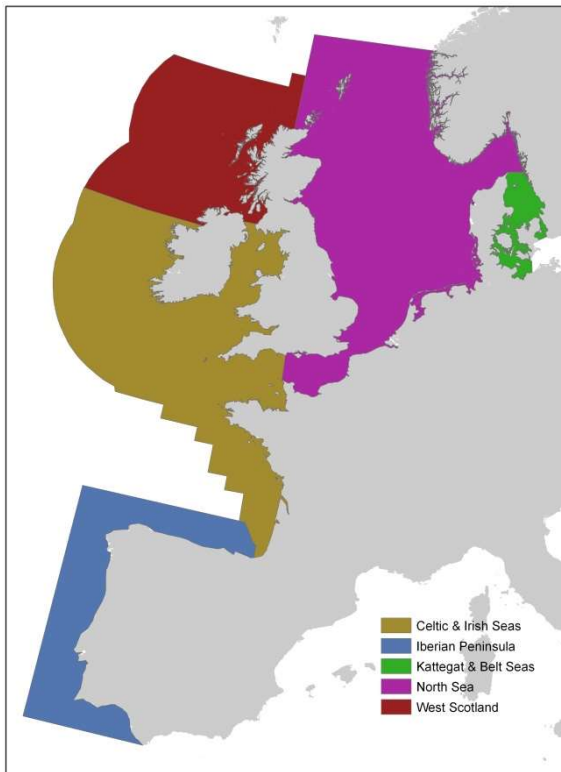 Celtic & Irish Seas
Iberian Peninsula
Kattegat & Belt Seas
North Sea
West Scotland